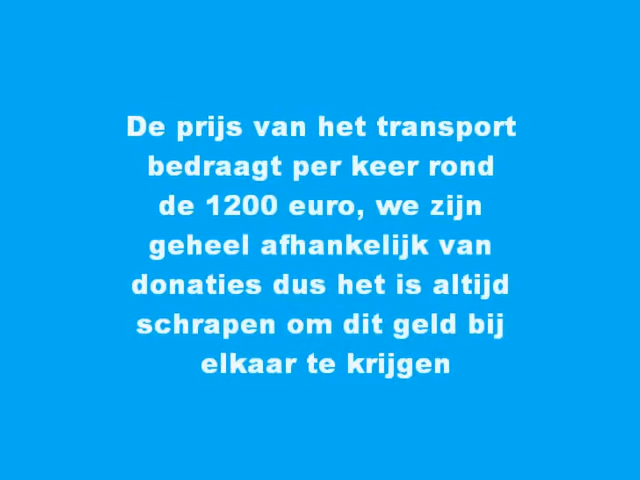 De prijs van het transport
bedraagt per keer rond
de 1200 euro, we zijn
geheel afhankelijk van
donaties dus het is altijd
schrapen om dit geld bij
elkaar te krijgen